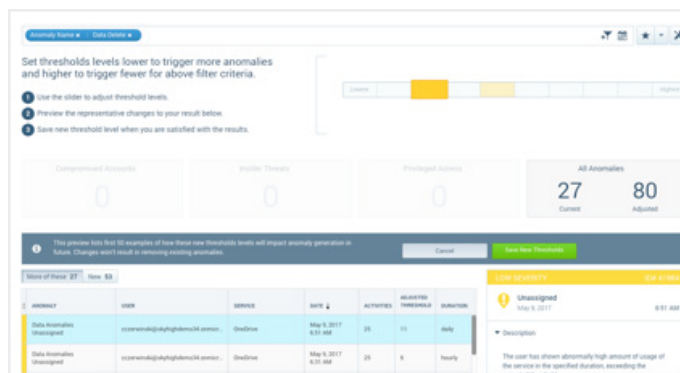 Anomaly Name Data Delete
Set thresholds levels lower to trigger more anomalies
and higher to trigger fewer for above filter criteria.
1 Use the slider to adjust threshold levels.
2 Preview the representative changes to your result below.
3 Save new threshold level when you are satisfied with the results.
Lowest Highest
Compromised Accounts Insider Threats Privileged Access All Anomalies
0 0 0 27 80
Current Adjusted
This preview lists first 50 examples of how these new thresholds levels will impact anomaly generation in
future. Changes won't result in removing existing anomalies.
Cancel Save New Thresholds
More of these 27 New 53
LOW SEVERITY
ANOMALY USER SERVICE DATE ACTIVITIES ADJUSTED THRESHOLD DURATION
Unassigned
May 9, 2017 6:51 AM
Data Anomalies
Unassigned
OneDrive May 9, 2017
6:51 AM
25 11 daily
Description
Data Anomalies
Unassigned
OneDrive May 9, 2017
6:31 AM
25 5 hourly
The user has shown abnormally high amount of usage of
the service in the specified duration, exceeding the